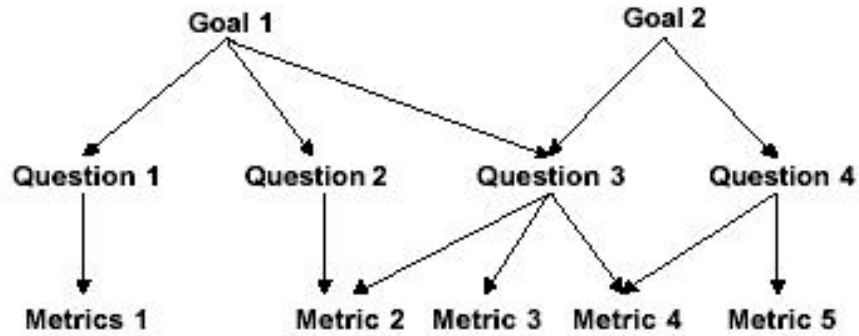 Goal 1 Goal 2
Question 1 Question 2 Question 3 Question 4
Metrics 1 Metric 2 Metric 3 Metric 4 Metric 5